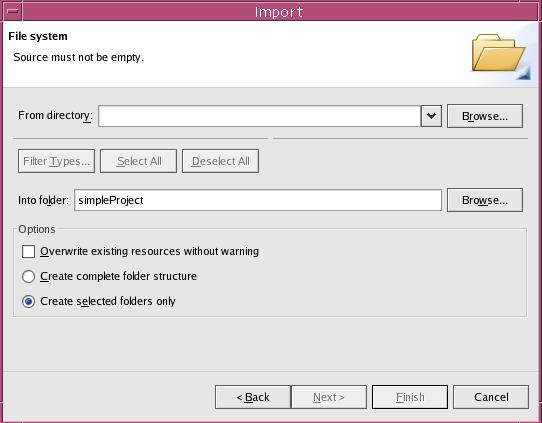 Import
File system
Source must not be empty.
From directory:
Browse...
Filter Types...
Select All
Deselect All
Into folder:
simpleProject
Browse...
Options
Overwrite existing resources without warning
Create complete folder structure
Create selected folders only
< Back
Next >
Finish
Cancel